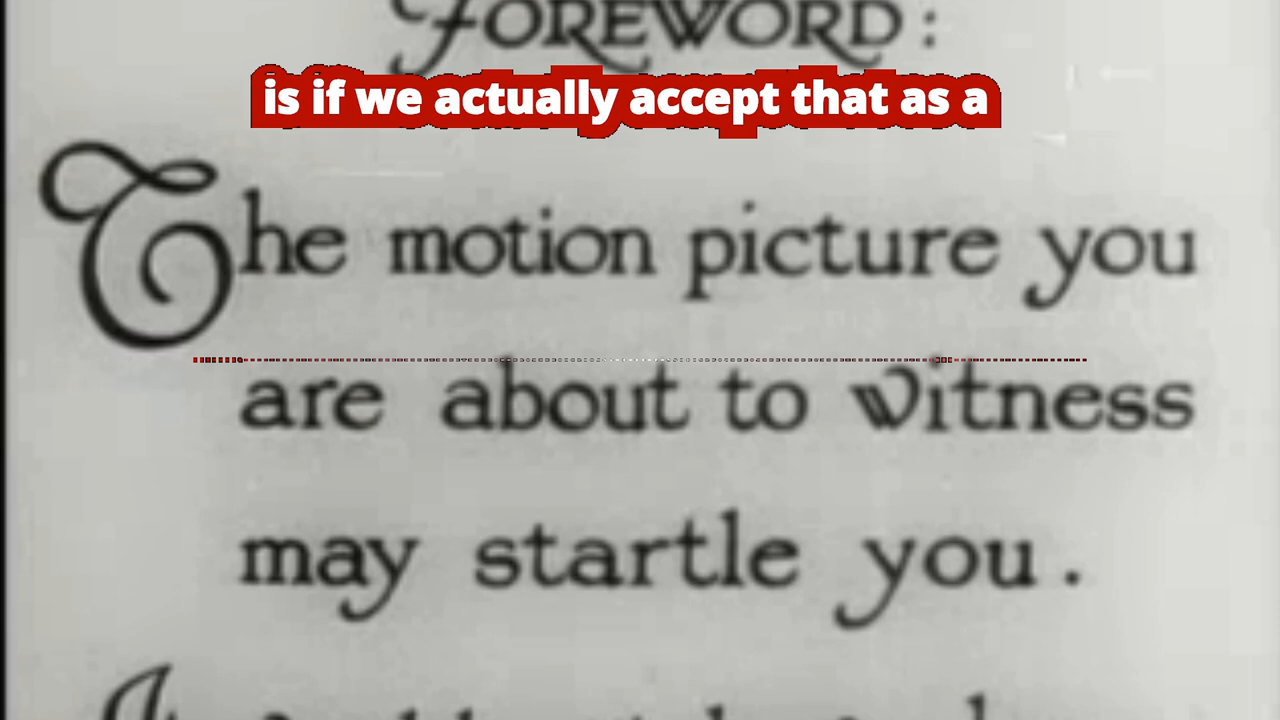 FOREWORD:
is if we actually accept that as a
The motion picture you
are about to witness
may startle you.